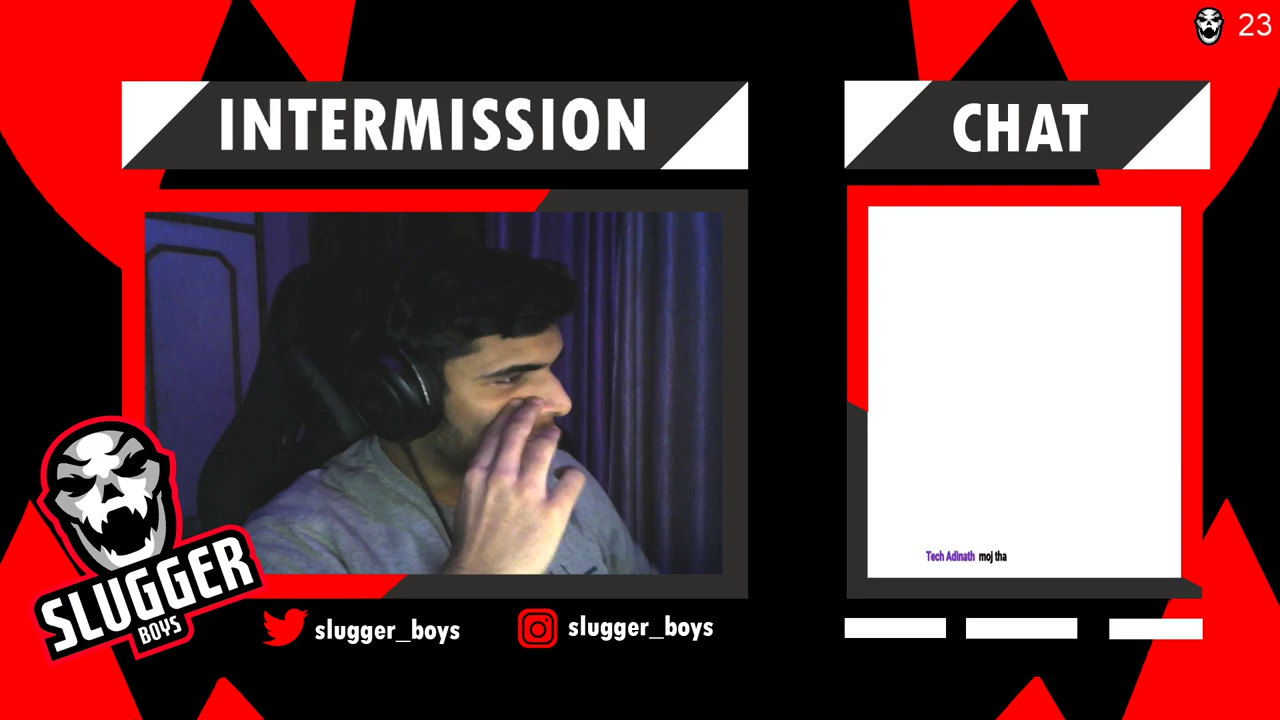 23
INTERMISSION
CHAT
Tech Adinath moj tha
SLUGGER
BOYS
slugger_boys
slugger_boys